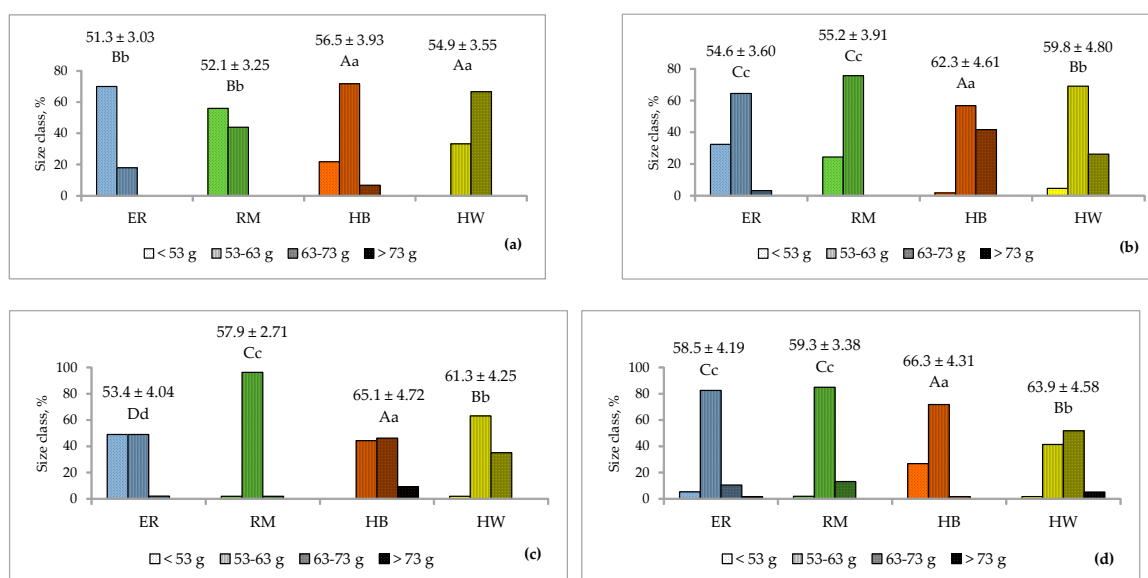 51.3 ± 3.03
Bb
52.1 ± 3.25
Bb
56.5 ± 3.93
Aa
54.9 ± 3.55
Aa
80
60
40
20
0
Size class, %
ER RM HB HW
< 53 g 53-63 g 63-73 g > 73 g
(a)
54.6 ± 3.60
Cc
55.2 ± 3.91
Cc
62.3 ± 4.61
Aa
59.8 ± 4.80
Bb
80
60
40
20
0
Size class, %
ER RM HB HW
< 53 g 53-63 g 63-73 g > 73 g
(b)
53.4 ± 4.04
Dd
57.9 ± 2.71
Cc
65.1 ± 4.72
Aa
61.3 ± 4.25
Bb
100
80
60
40
20
0
Size class, %
ER RM HB HW
< 53 g 53-63 g 63-73 g > 73 g
(c)
58.5 ± 4.19
Cc
59.3 ± 3.38
Cc
66.3 ± 4.31
Aa
63.9 ± 4.58
Bb
100
80
60
40
20
0
Size class, %
ER RM HB HW
< 53 g 53-63 g 63-73 g > 73 g
(d)